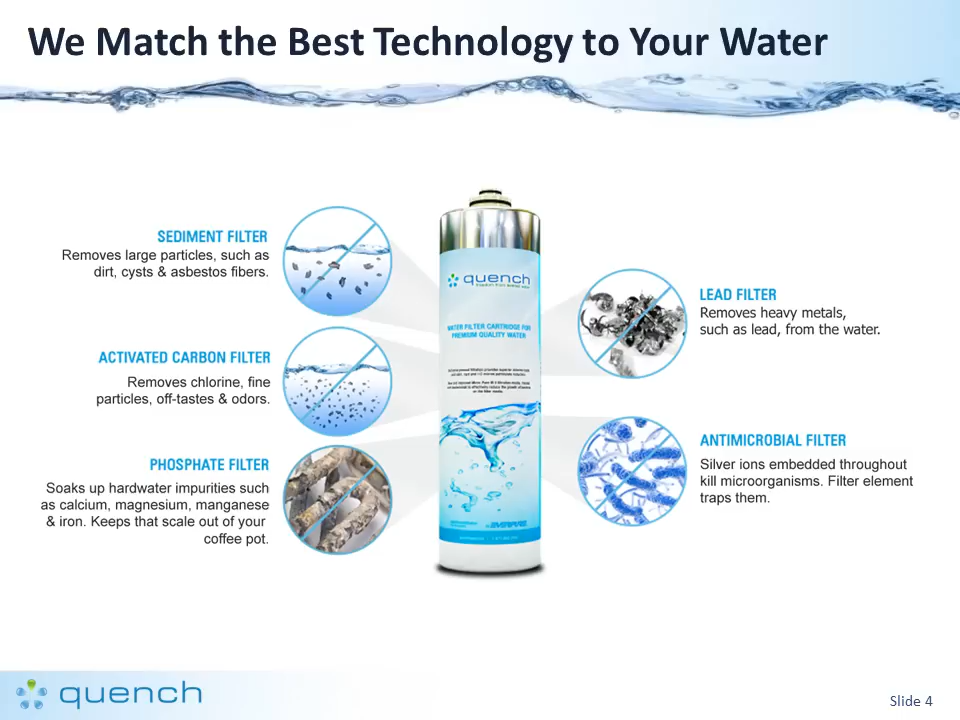 We Match the Best Technology to Your Water
SEDIMENT FILTER
Removes large particles, such as
dirt, cysts & asbestos fibers.
ACTIVATED CARBON FILTER
Removes chlorine, fine
particles, off-tastes & odors.
PHOSPHATE FILTER
Soaks up hardwater impurities such
as calcium, magnesium, manganese
& iron. Keeps that scale out of your
coffee pot.
quench
WATER FILTER CARTRIDGE FOR
PREMIUM QUALITY WATER
LEAD FILTER
Removes heavy metals,
such as lead, from the water.
ANTIMICROBIAL FILTER
Silver ions embedded throughout
kill microorganisms. Filter element
traps them.
quench
Slide 4